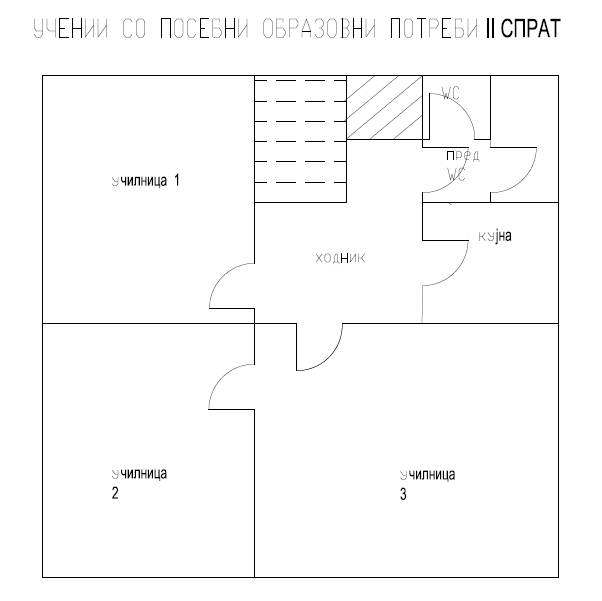 УЧЕНИИ СО ПОСЕБНИ ОБРАЗОВНИ ПОТРЕБИ II СПРАТ
WC
пред
WC
училница 1
кујна
ходник
училница
2
училница
3